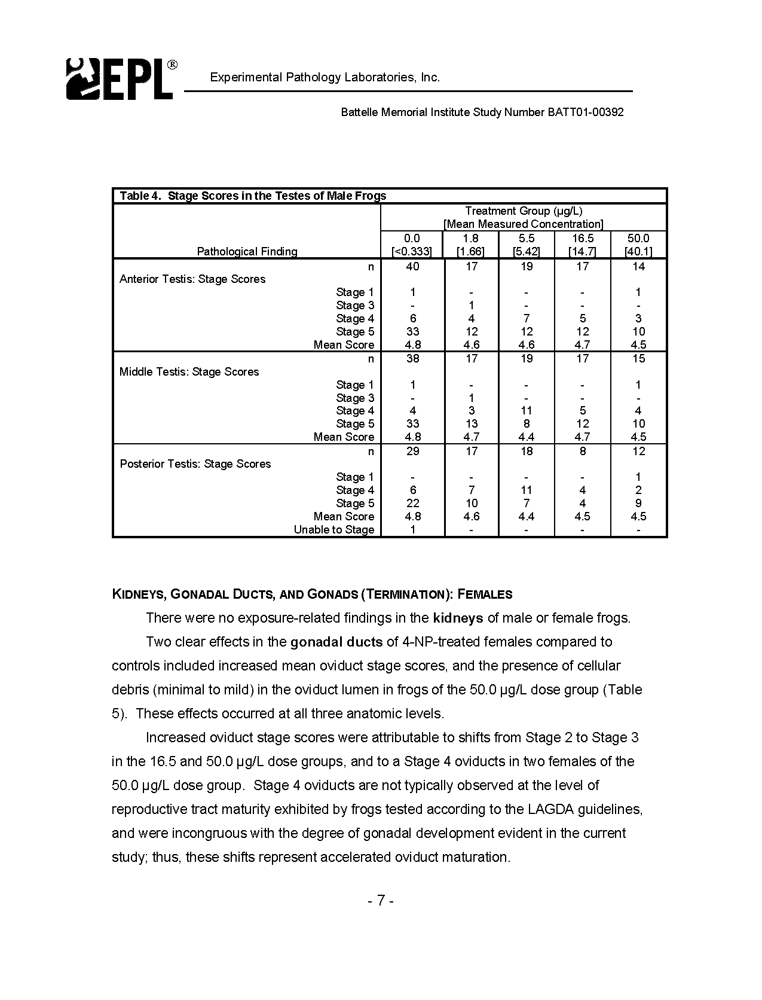 EPL®
Experimental Pathology Laboratories, Inc.
Battelle Memorial Institute Study Number BATT01-00392
Table 4. Stage Scores in the Testes of Male Frogs
Treatment Group (µg/L)
[Mean Measured Concentration]
0.0 1.8 5.5 16.5 50.0
Pathological Finding [<0.333] [1.66] [5.42] [14.7] [40.1]
n 40 17 19 17 14
Anterior Testis: Stage Scores
Stage 1 1 - - - 1
Stage 3 - 1 - - -
Stage 4 6 4 7 5 3
Stage 5 33 12 12 12 10
Mean Score 4.8 4.6 4.6 4.7 4.5
n 38 17 19 17 15
Middle Testis: Stage Scores
Stage 1 1 - - - 1
Stage 3 - 1 - - -
Stage 4 4 3 11 5 4
Stage 5 33 13 8 12 10
Mean Score 4.8 4.7 4.4 4.7 4.5
n 29 17 18 8 12
Posterior Testis: Stage Scores
Stage 1 - - - - 1
Stage 4 6 7 11 4 2
Stage 5 22 10 7 4 9
Mean Score 4.8 4.6 4.4 4.5 4.5
Unable to Stage 1 - - - -
KIDNEYS, GONADAL DUCTS, AND GONADS (TERMINATION): FEMALES
There were no exposure-related findings in the kidneys of male or female frogs.
Two clear effects in the gonadal ducts of 4-NP-treated females compared to
controls included increased mean oviduct stage scores, and the presence of cellular
debris (minimal to mild) in the oviduct lumen in frogs of the 50.0 µg/L dose group (Table
5). These effects occurred at all three anatomic levels.
Increased oviduct stage scores were attributable to shifts from Stage 2 to Stage 3
in the 16.5 and 50.0 µg/L dose groups, and to a Stage 4 oviducts in two females of the
50.0 µg/L dose group. Stage 4 oviducts are not typically observed at the level of
reproductive tract maturity exhibited by frogs tested according to the LAGDA guidelines,
and were incongruous with the degree of gonadal development evident in the current
study; thus, these shifts represent accelerated oviduct maturation.
- 7 -